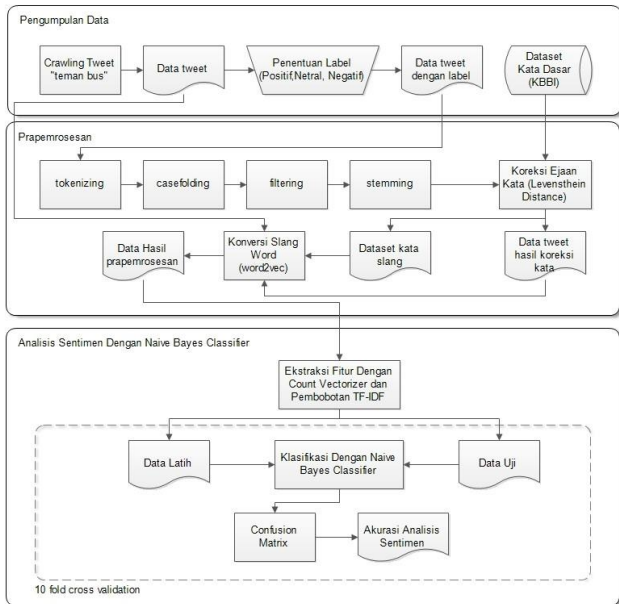 Pengumpulan Data
Crawling Tweet
"teman bus"
Data tweet
Penentuan Label
(Positif,Netral, Negatif)
Data tweet
dengan label
Dataset
Kata Dasar
(KBBI)
Prapemrosesan
tokenizing
casefolding
filtering
stemming
Koreksi Ejaan
Kata (Levensthein
Distance)
Data Hasil
prapemrosesan
Konversi Slang
Word
(word2vec)
Dataset kata
slang
Data tweet
hasil koreksi
kata
Analisis Sentimen Dengan Naive Bayes Classifier
Ekstraksi Fitur Dengan
Count Vectorizer dan
Pembobotan TF-IDF
Data Latih
Klasifikasi Dengan Naive
Bayes Classifier
Data Uji
Confusion
Matrix
Akurasi Analisis
Sentimen
10 fold cross validation